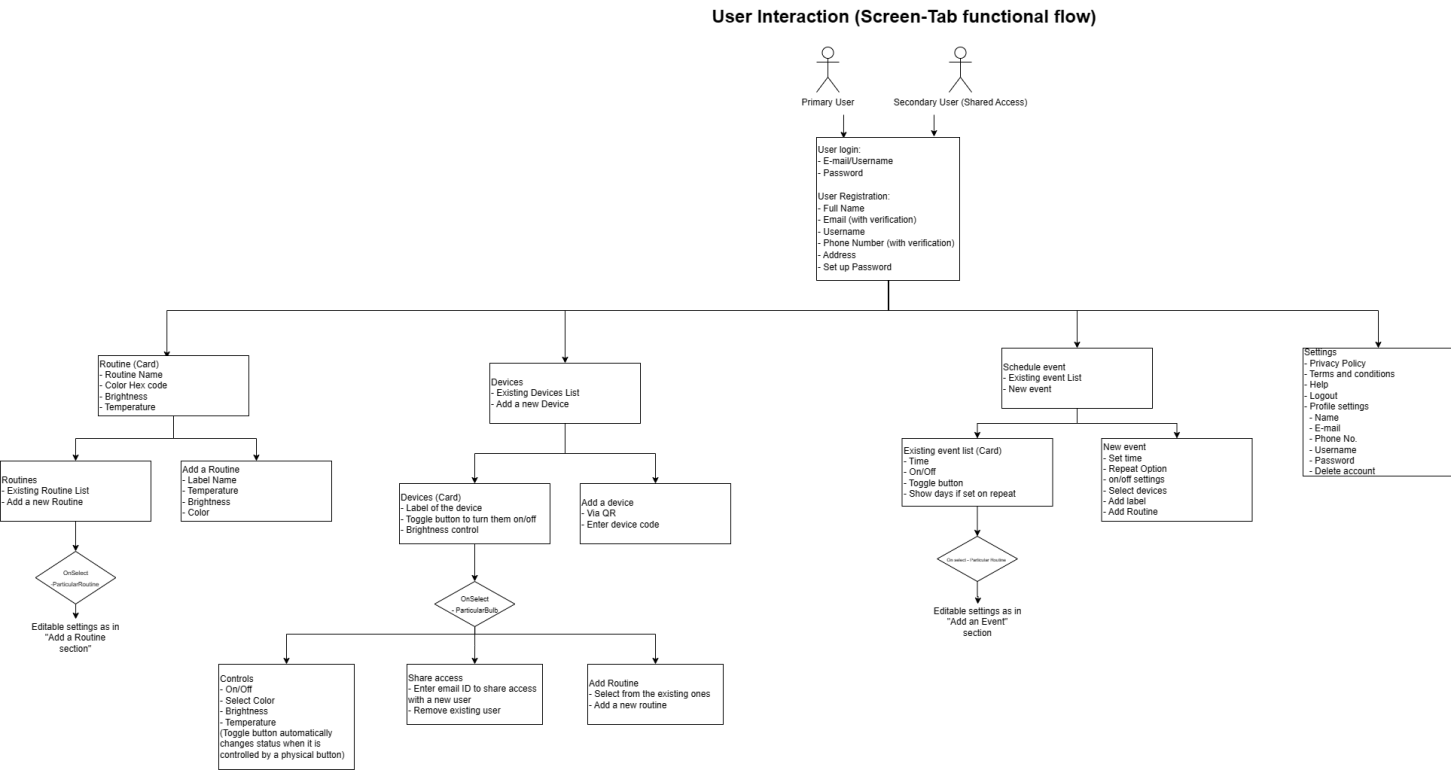 User Interaction (Screen-Tab functional flow)
Primary User
Secondary User (Shared Access)
User login:
- E-mail/Username
- Password
User Registration:
- Full Name
- Email (with verification)
- Username
- Phone Number (with verification)
- Address
- Set up Password
Routine (Card)
- Routine Name
- Color Hex code
- Brightness
- Temperature
Devices
- Existing Devices List
- Add a new Device
Schedule event
- Existing event List
- New event
Settings
- Privacy Policy
- Terms and conditions
- Help
- Logout
- Profile settings
- Name
- E-mail
- Phone No.
- Username
- Password
- Delete account
Routines
- Existing Routine List
- Add a new Routine
Add a Routine
- Label Name
- Temperature
- Brightness
- Color
Devices (Card)
- Label of the device
- Toggle button to turn them on/off
- Brightness control
Add a device
- Via QR
- Enter device code
Existing event list (Card)
- Time
- On/Off
- Toggle button
- Show days if set on repeat
New event
- Set time
- Repeat Option
- on/off settings
- Select devices
- Add label
- Add Routine
OnSelect
-ParticularRoutine
Editable settings as in
"Add a Routine
section"
OnSelect
- ParticularBulb
On select - Particular Routine
Editable settings as in
"Add an Event"
section
Controls
- On/Off
- Select Color
- Brightness
- Temperature
(Toggle button automatically
changes status when it is
controlled by a physical button)
Share access
- Enter email ID to share access
with a new user
- Remove existing user
Add Routine
- Select from the existing ones
- Add a new routine